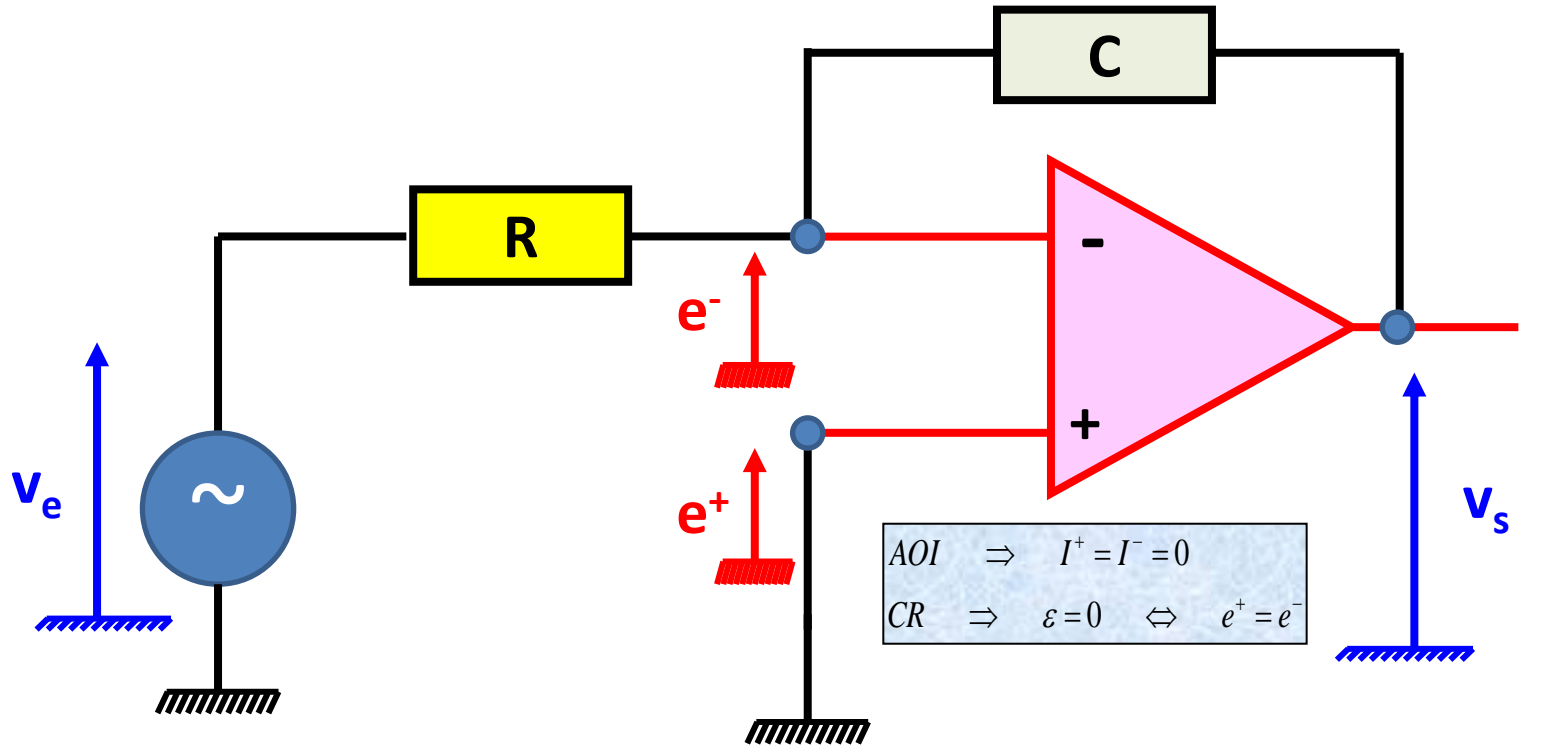 C
R
-
e⁻
~
vₑ
+
e⁺
vₛ
AOI ⇒ I⁺ = I⁻ = 0
CR ⇒ ε = 0 ⇔ e⁺ = e⁻